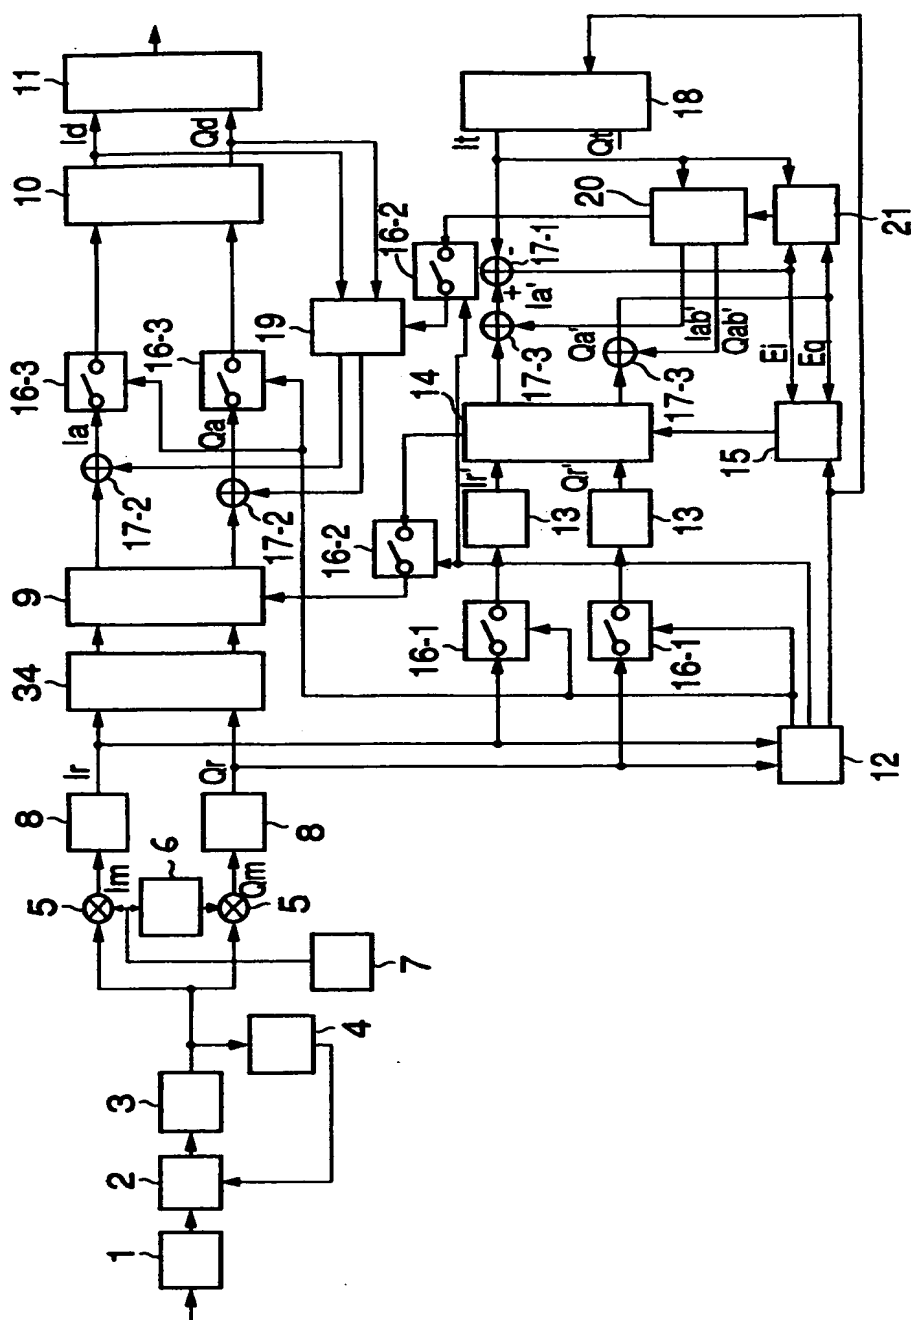 1
2
3
4
5
5
6
7
Im
Qm
8
8
Ir
Qr
34
9
17-2
17-2
Ia
Qa
16-3
16-3
10
Id
Qd
11
19
16-2
16-2
12
16-1
16-1
13
13
Ir'
Qr'
14
17-3
17-3
Ia'
Qa'
+
-
17-1
It
Qt
18
20
21
Iab'
Qab'
Ei
Eq
15